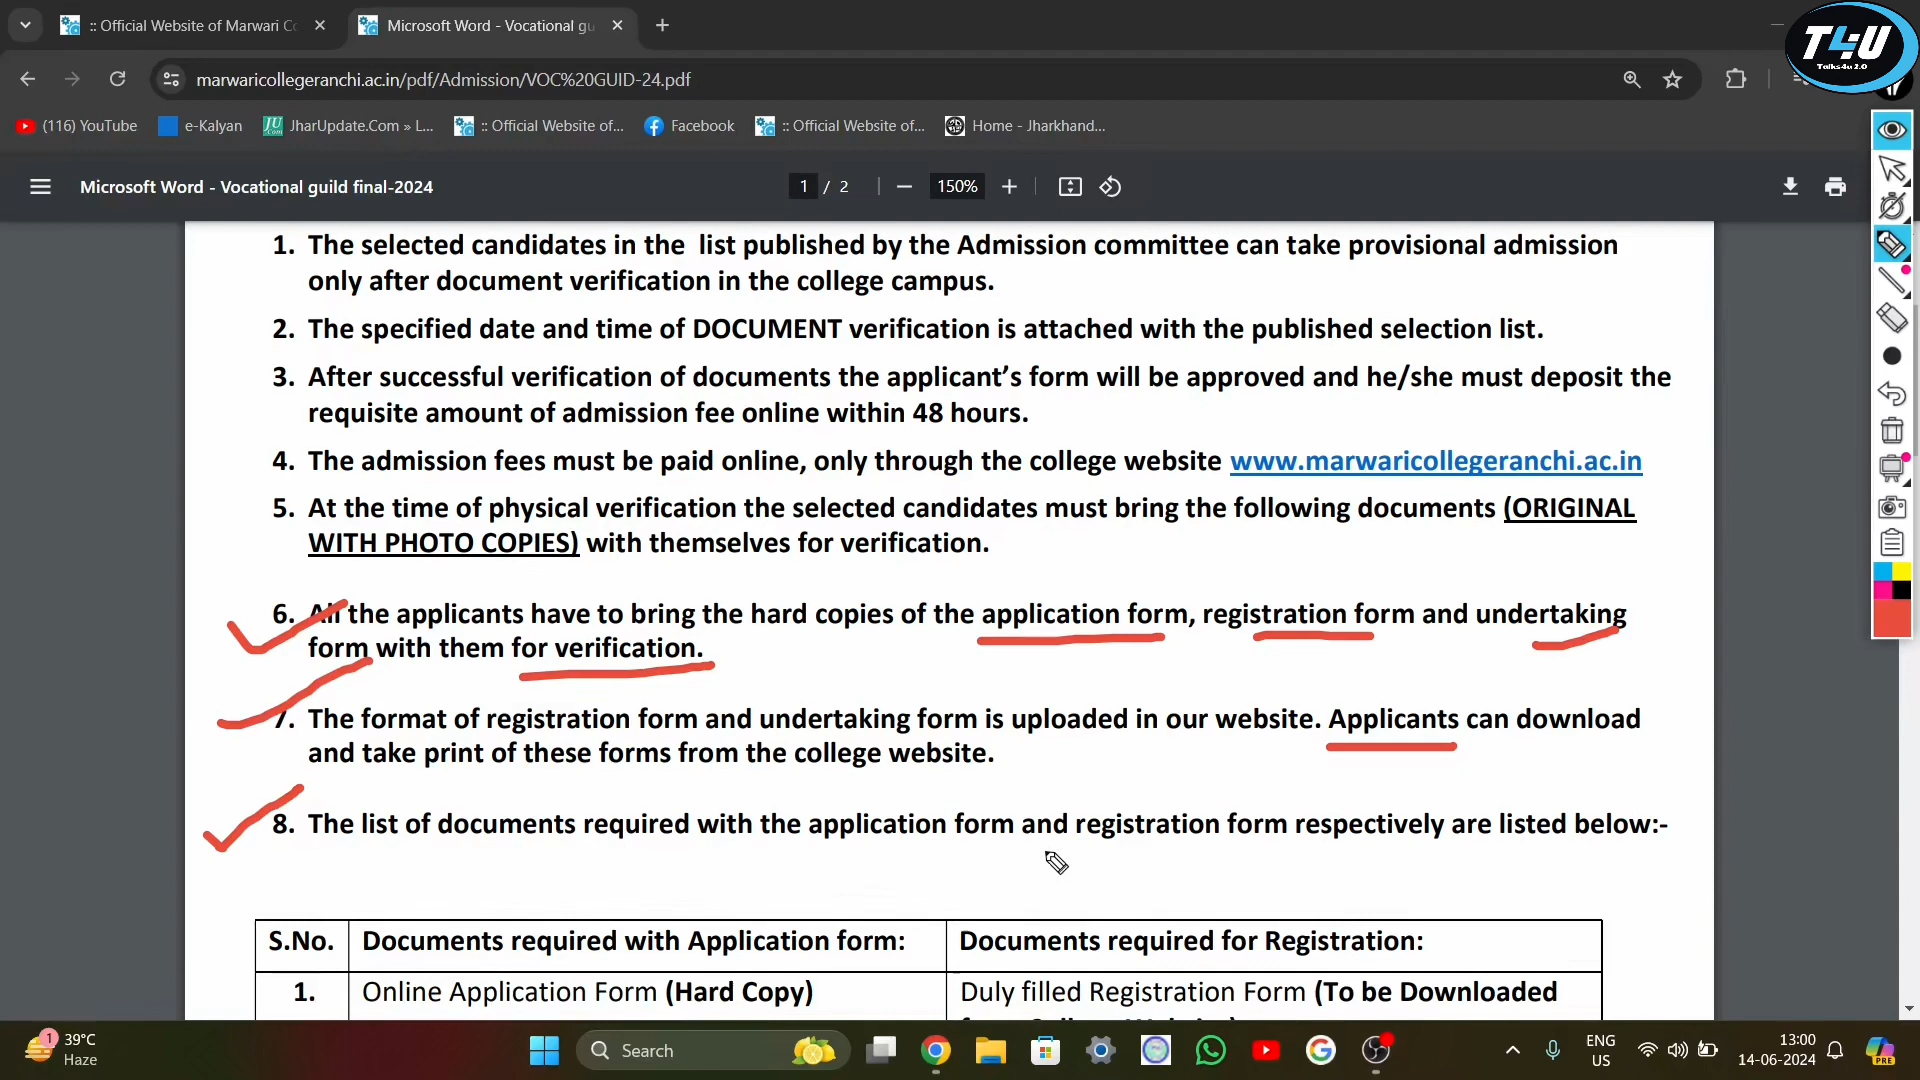 :: Official Website of Marwari Co
Microsoft Word - Vocational gu
T4U
Talks4u 2.0
marwaricollegeranchi.ac.in/pdf/Admission/VOC%20GUID-24.pdf
(116) YouTube
e-Kalyan
JU
.Com
JharUpdate.Com » L...
:: Official Website of...
Facebook
:: Official Website of...
Home - Jharkhand...
Microsoft Word - Vocational guild final-2024
1 / 2
150%
1. The selected candidates in the list published by the Admission committee can take provisional admission
only after document verification in the college campus.
2. The specified date and time of DOCUMENT verification is attached with the published selection list.
3. After successful verification of documents the applicant's form will be approved and he/she must deposit the
requisite amount of admission fee online within 48 hours.
4. The admission fees must be paid online, only through the college website www.marwaricollegeranchi.ac.in
5. At the time of physical verification the selected candidates must bring the following documents (ORIGINAL
WITH PHOTO COPIES) with themselves for verification.
6. All the applicants have to bring the hard copies of the application form, registration form and undertaking
form with them for verification.
7. The format of registration form and undertaking form is uploaded in our website. Applicants can download
and take print of these forms from the college website.
8. The list of documents required with the application form and registration form respectively are listed below:-
S.No. Documents required with Application form: Documents required for Registration:
1. Online Application Form (Hard Copy) Duly filled Registration Form (To be Downloaded
1
39°C
Haze
Search
ENG
US
13:00
14-06-2024
PRE